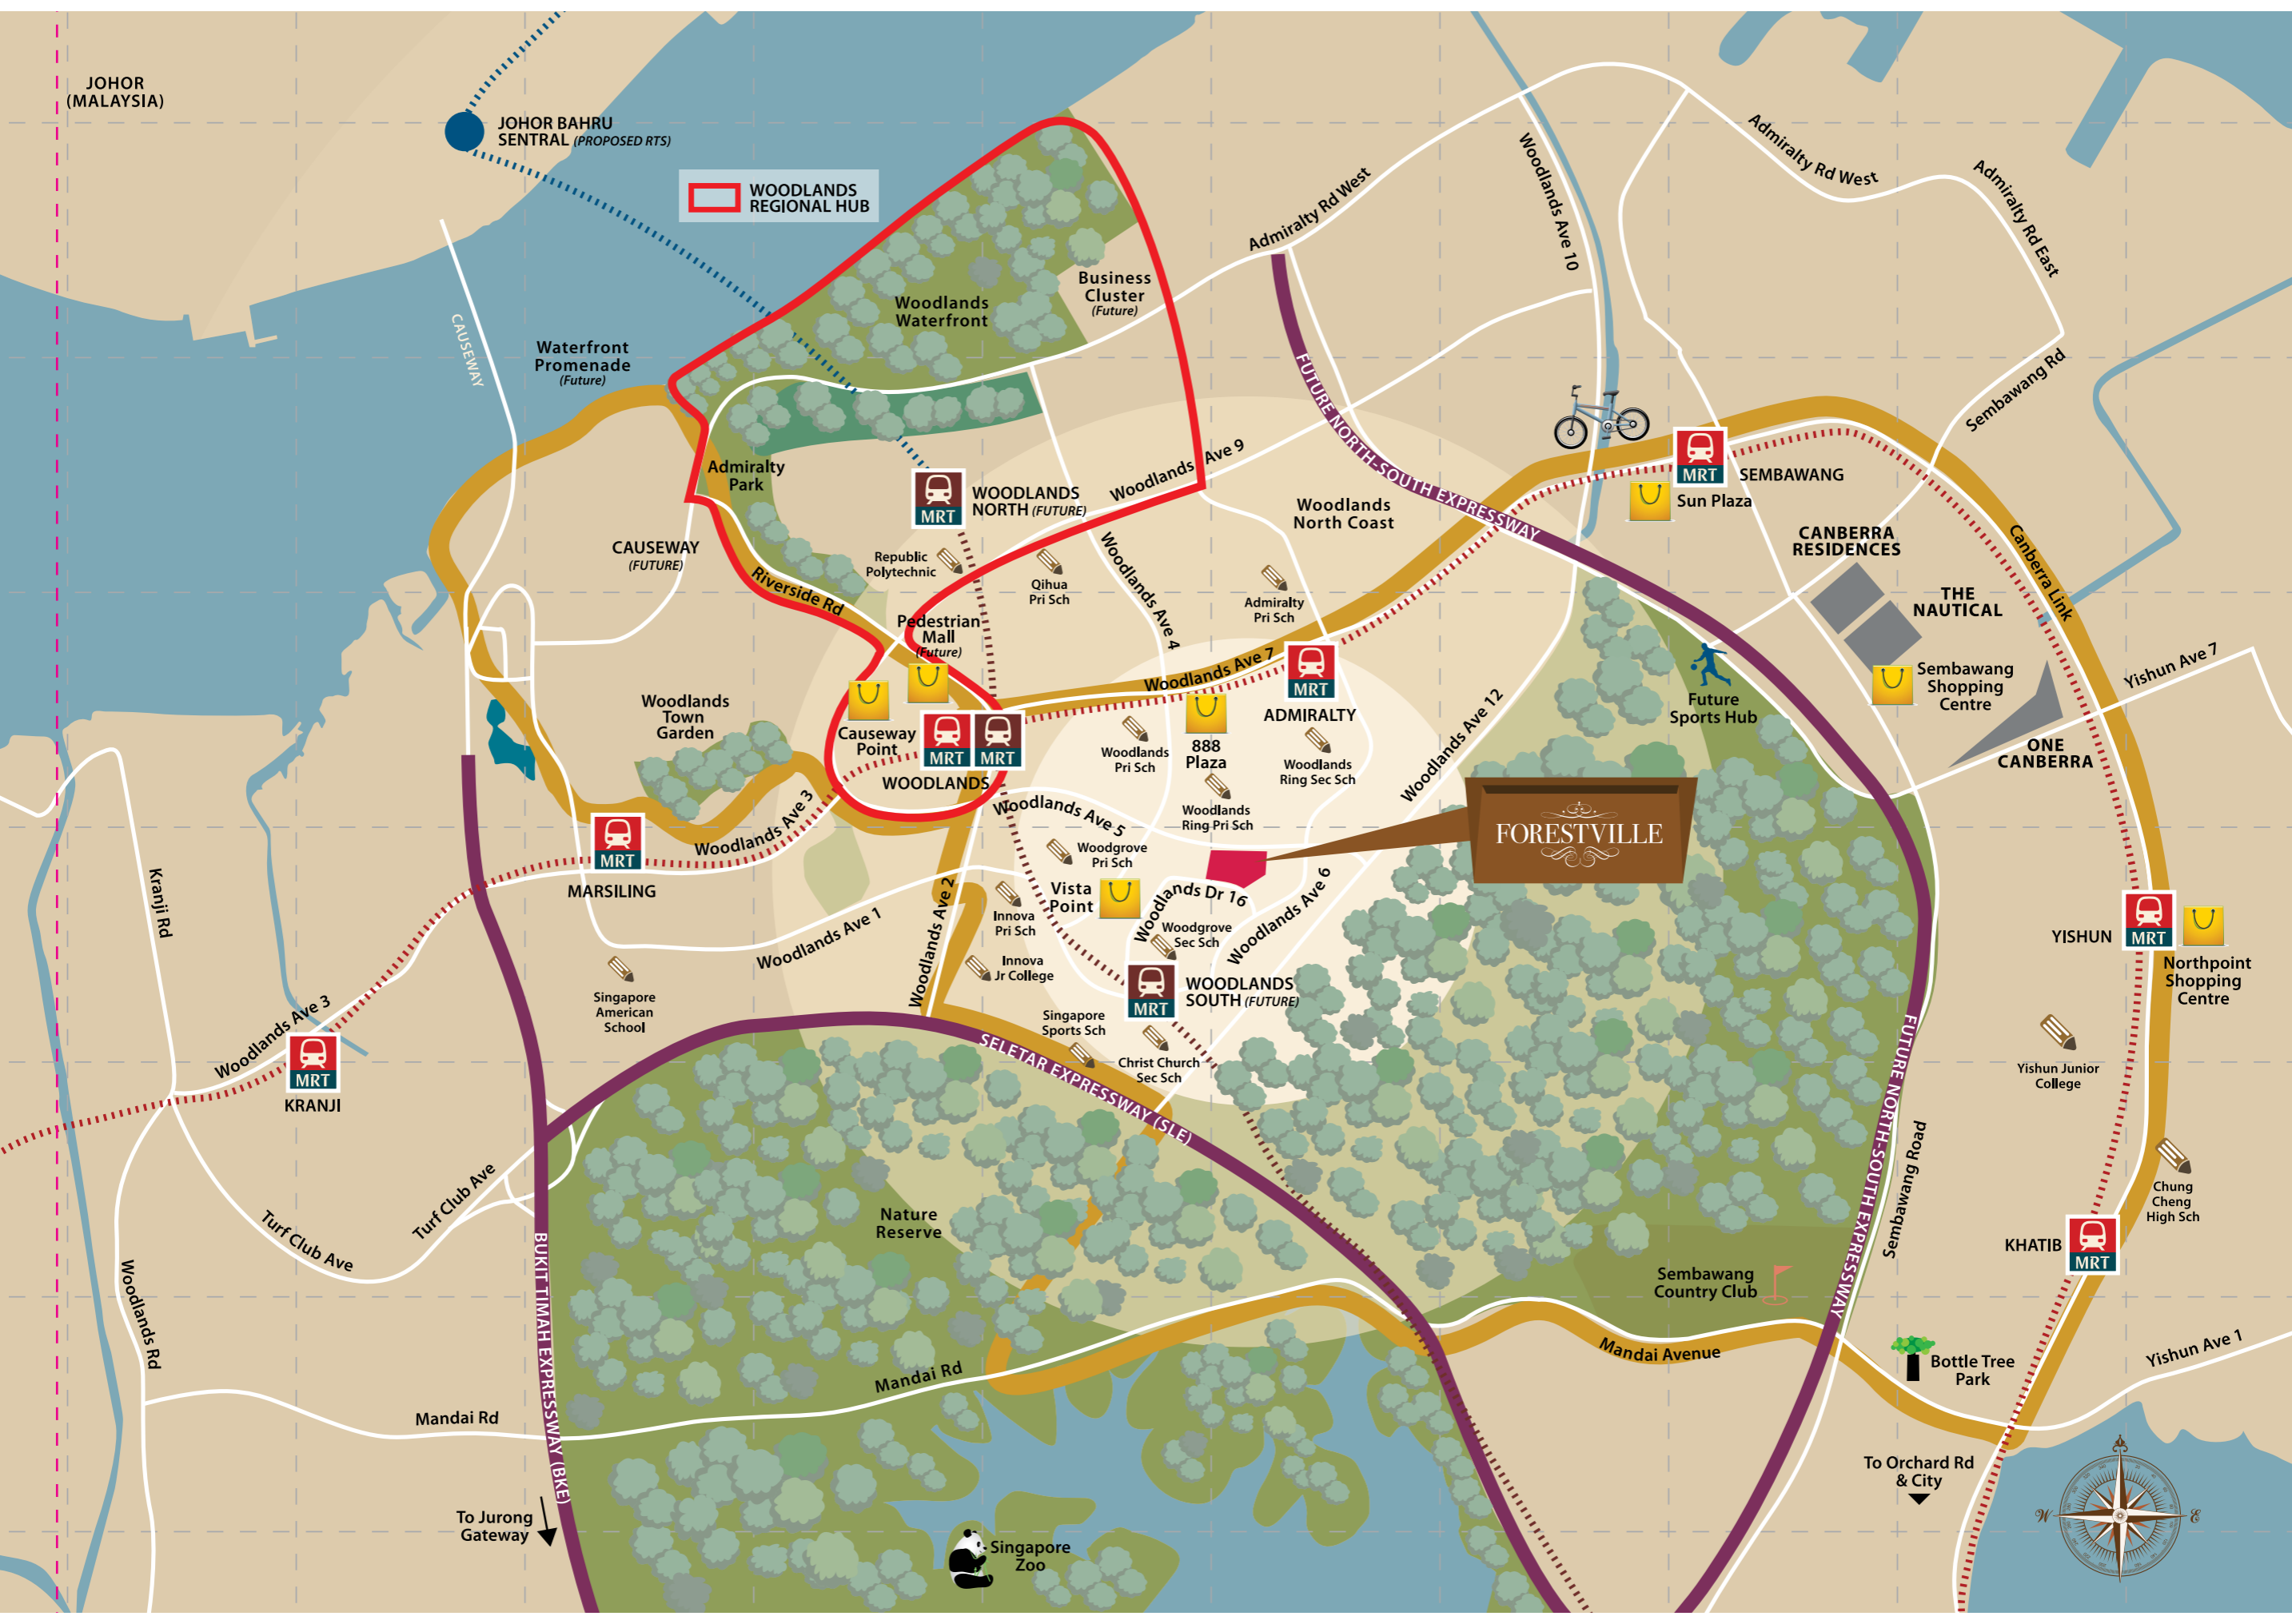 JOHOR
(MALAYSIA)
JOHOR BAHRU
SENTRAL (PROPOSED RTS)
WOODLANDS
REGIONAL HUB
CAUSEWAY
Waterfront
Promenade
(Future)
Woodlands
Waterfront
Business
Cluster
(Future)
Admiralty Rd West
Woodlands Ave 10
Admiralty Rd West
Admiralty Rd East
Sembawang Rd
FUTURE NORTH-SOUTH EXPRESSWAY
Admiralty
Park
MRT
WOODLANDS
NORTH (FUTURE)
Woodlands Ave 9
Woodlands
North Coast
MRT
SEMBAWANG
Sun Plaza
CANBERRA
RESIDENCES
THE
NAUTICAL
Canberra Link
CAUSEWAY
(FUTURE)
Riverside Rd
Republic
Polytechnic
Qihua
Pri Sch
Woodlands Ave 4
Admiralty
Pri Sch
Pedestrian
Mall
(Future)
Woodlands Ave 7
MRT
ADMIRALTY
Woodlands Ave 12
Future
Sports Hub
Sembawang
Shopping
Centre
Yishun Ave 7
ONE
CANBERRA
Woodlands
Town
Garden
Causeway
Point
MRT
MRT
WOODLANDS
Woodlands
Pri Sch
888
Plaza
Woodlands
Ring Sec Sch
Woodlands
Ring Pri Sch
FORESTVILLE
Woodlands Ave 5
Woodlands Ave 3
MRT
MARSILING
Woodgrove
Pri Sch
Vista
Point
Woodlands Dr 16
Woodlands Ave 6
Woodgrove
Sec Sch
Innova
Pri Sch
Innova
Jr College
Woodlands Ave 2
Woodlands Ave 1
Kranji Rd
MRT
YISHUN
Northpoint
Shopping
Centre
Singapore
American
School
MRT
WOODLANDS
SOUTH (FUTURE)
Singapore
Sports Sch
Christ Church
Sec Sch
Woodlands Ave 3
MRT
KRANJI
SELETAR EXPRESSWAY (SLE)
FUTURE NORTH-SOUTH EXPRESSWAY
Yishun Junior
College
Sembawang Road
Chung
Cheng
High Sch
Turf Club Ave
Turf Club Ave
Nature
Reserve
MRT
KHATIB
Woodlands Rd
BUKIT TIMAH EXPRESSWAY (BKE)
Sembawang
Country Club
Mandai Rd
Mandai Rd
Mandai Avenue
Bottle Tree
Park
Yishun Ave 1
To Orchard Rd
& City
To Jurong
Gateway
Singapore
Zoo
W
E